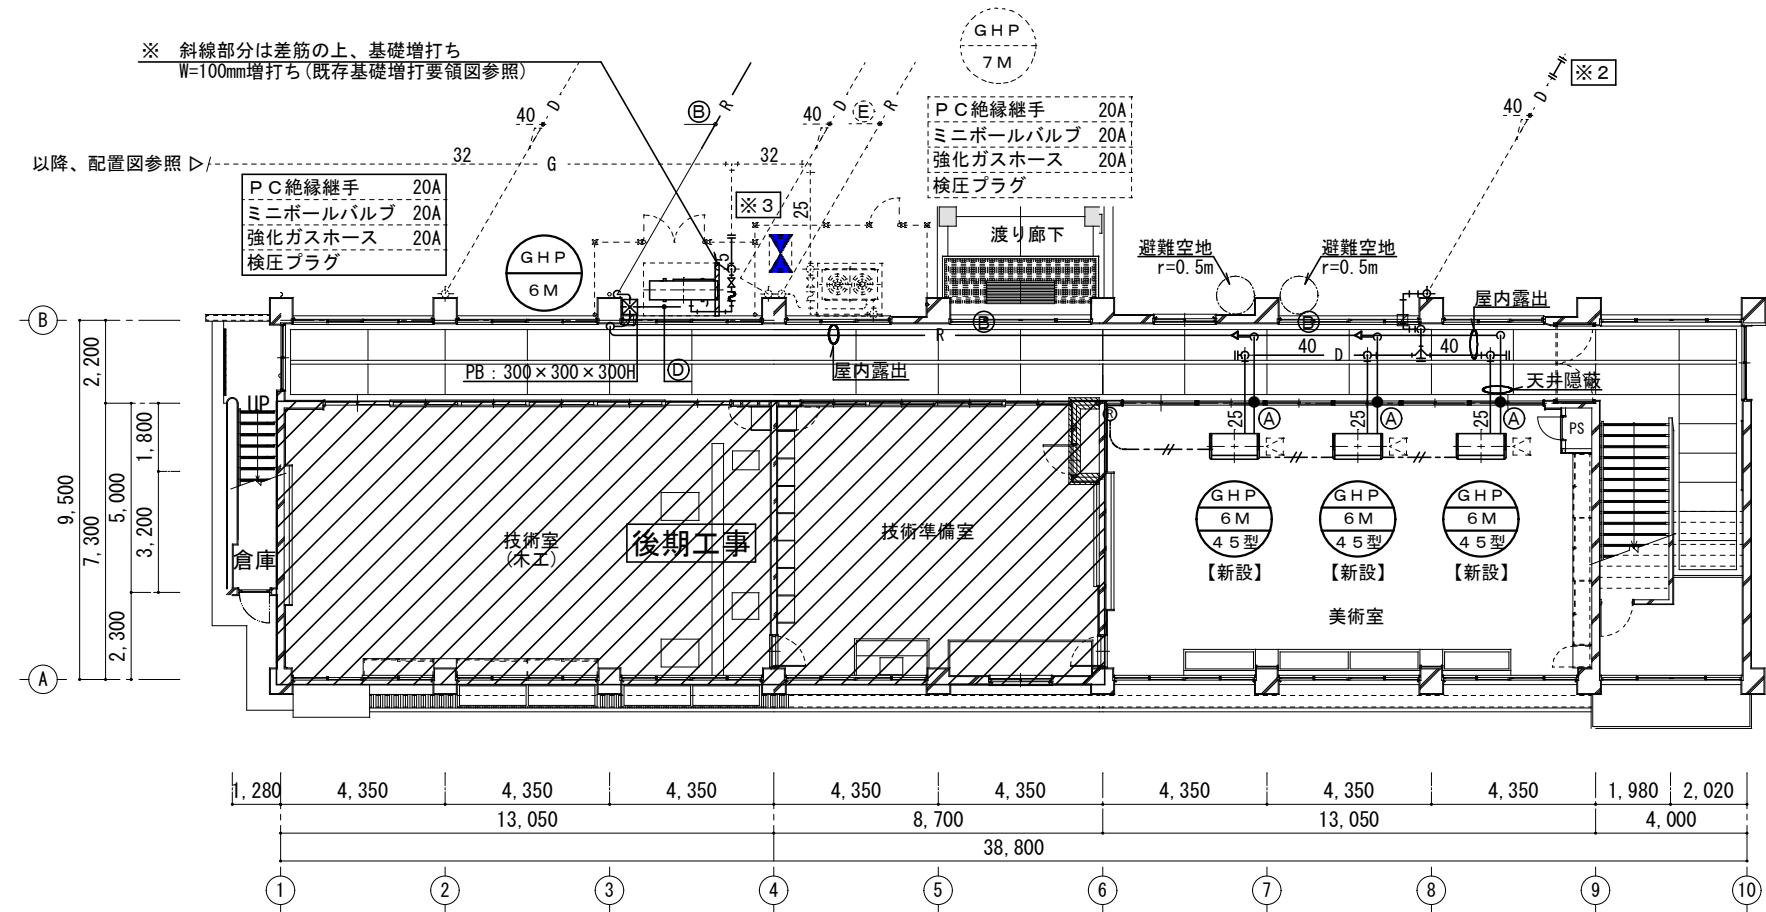 ※ 斜線部分は差筋の上、基礎増打ち
W=100mm増打ち(既存基礎増打要領図参照)
GHP
7M
※2
40
D
B
R
40
D
E
R
40
D
PC絶縁継手 20A
ミニボールバルブ 20A
強化ガスホース 20A
検圧プラグ
以降、配置図参照
32
G
32
PC絶縁継手 20A
ミニボールバルブ 20A
強化ガスホース 20A
検圧プラグ
※3
25
GHP
6M
渡り廊下
避難空地
r=0.5m
避難空地
r=0.5m
屋内露出
B
R
B
D
40
D
40
PB:300×300×300H
D
屋内露出
天井隠蔽
UP
R
25
A
25
A
25
A
PS
9,500
2,200
7,300
5,000
2,300
1,800
3,200
倉庫
技術室
(木工)
後期工事
技術準備室
GHP
6M
45型
【新設】
GHP
6M
45型
【新設】
GHP
6M
45型
【新設】
美術室
A
1,280
4,350
4,350
4,350
4,350
4,350
4,350
4,350
4,350
1,980
2,020
13,050
8,700
13,050
4,000
38,800
1
2
3
4
5
6
7
8
9
10